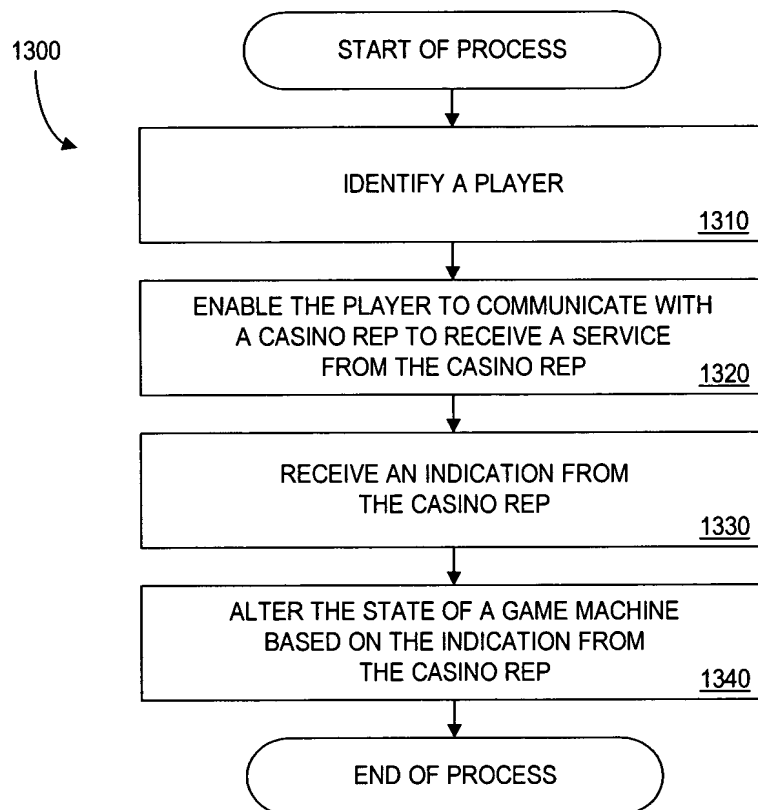 1300
START OF PROCESS
IDENTIFY A PLAYER
1310
ENABLE THE PLAYER TO COMMUNICATE WITH
A CASINO REP TO RECEIVE A SERVICE
FROM THE CASINO REP
1320
RECEIVE AN INDICATION FROM
THE CASINO REP
1330
ALTER THE STATE OF A GAME MACHINE
BASED ON THE INDICATION FROM
THE CASINO REP
1340
END OF PROCESS